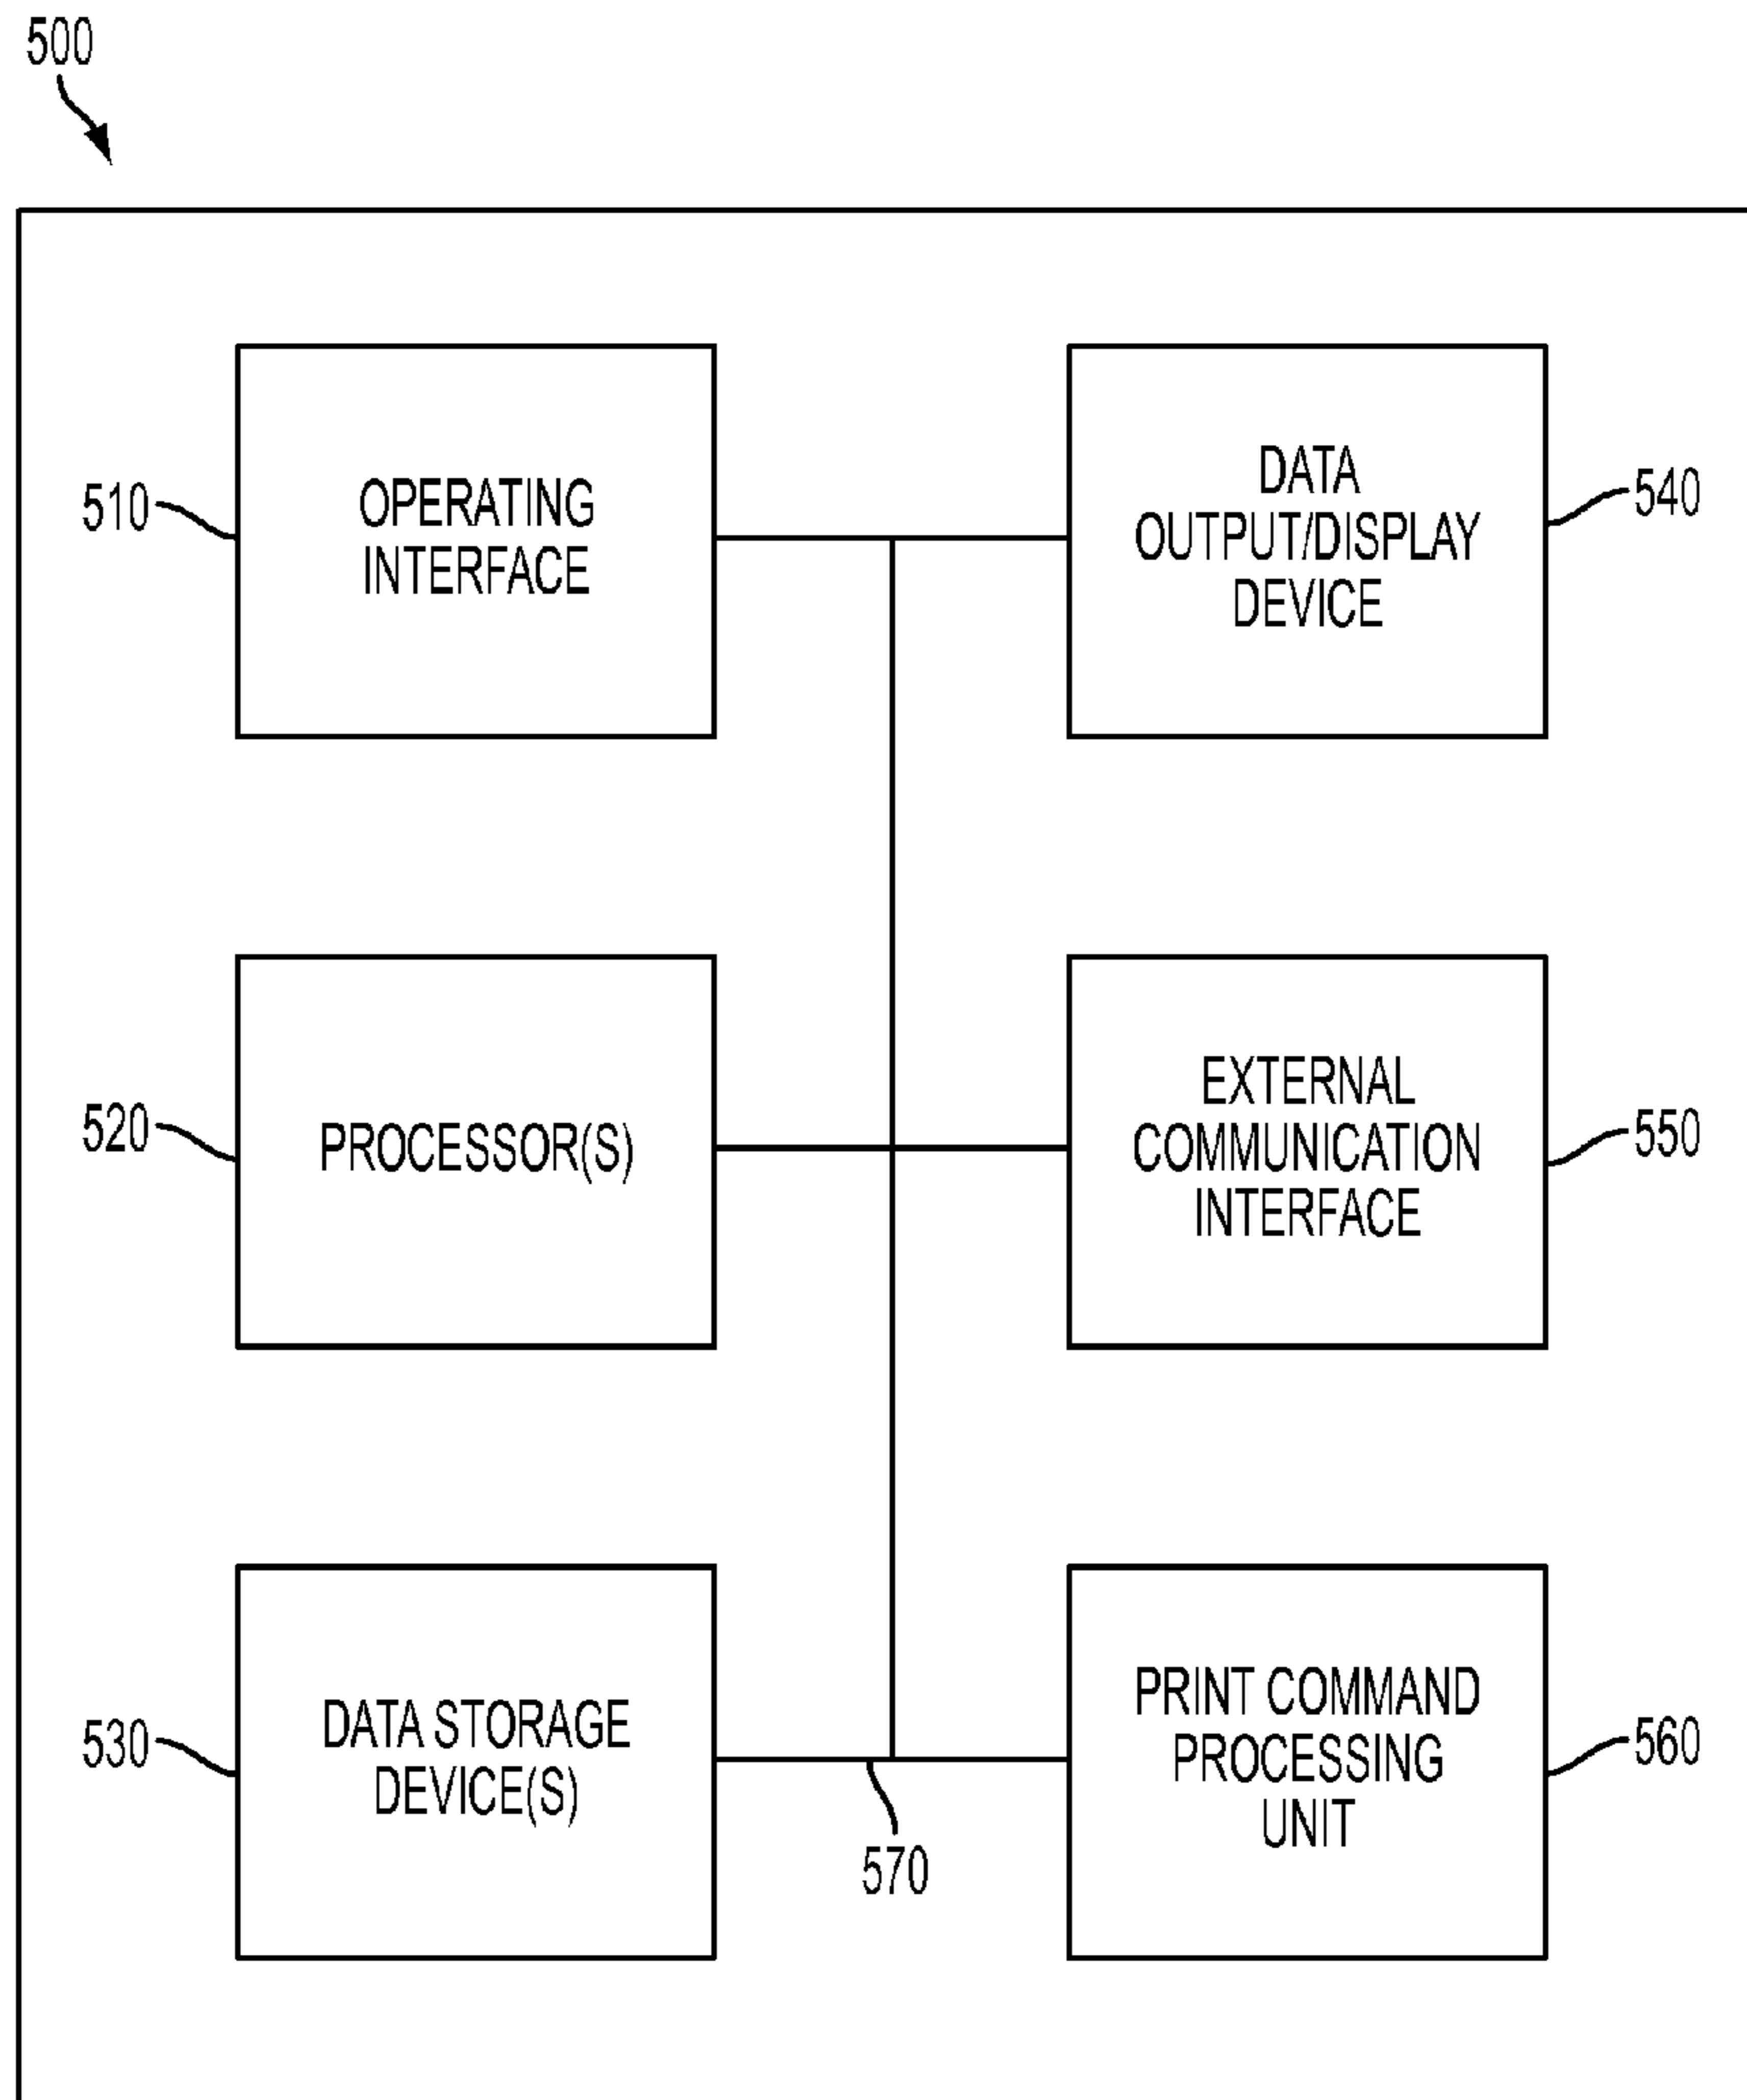 500
510
OPERATING
INTERFACE
DATA
OUTPUT/DISPLAY
DEVICE
540
520
PROCESSOR(S)
EXTERNAL
COMMUNICATION
INTERFACE
550
530
DATA STORAGE
DEVICE(S)
PRINT COMMAND
PROCESSING
UNIT
560
570